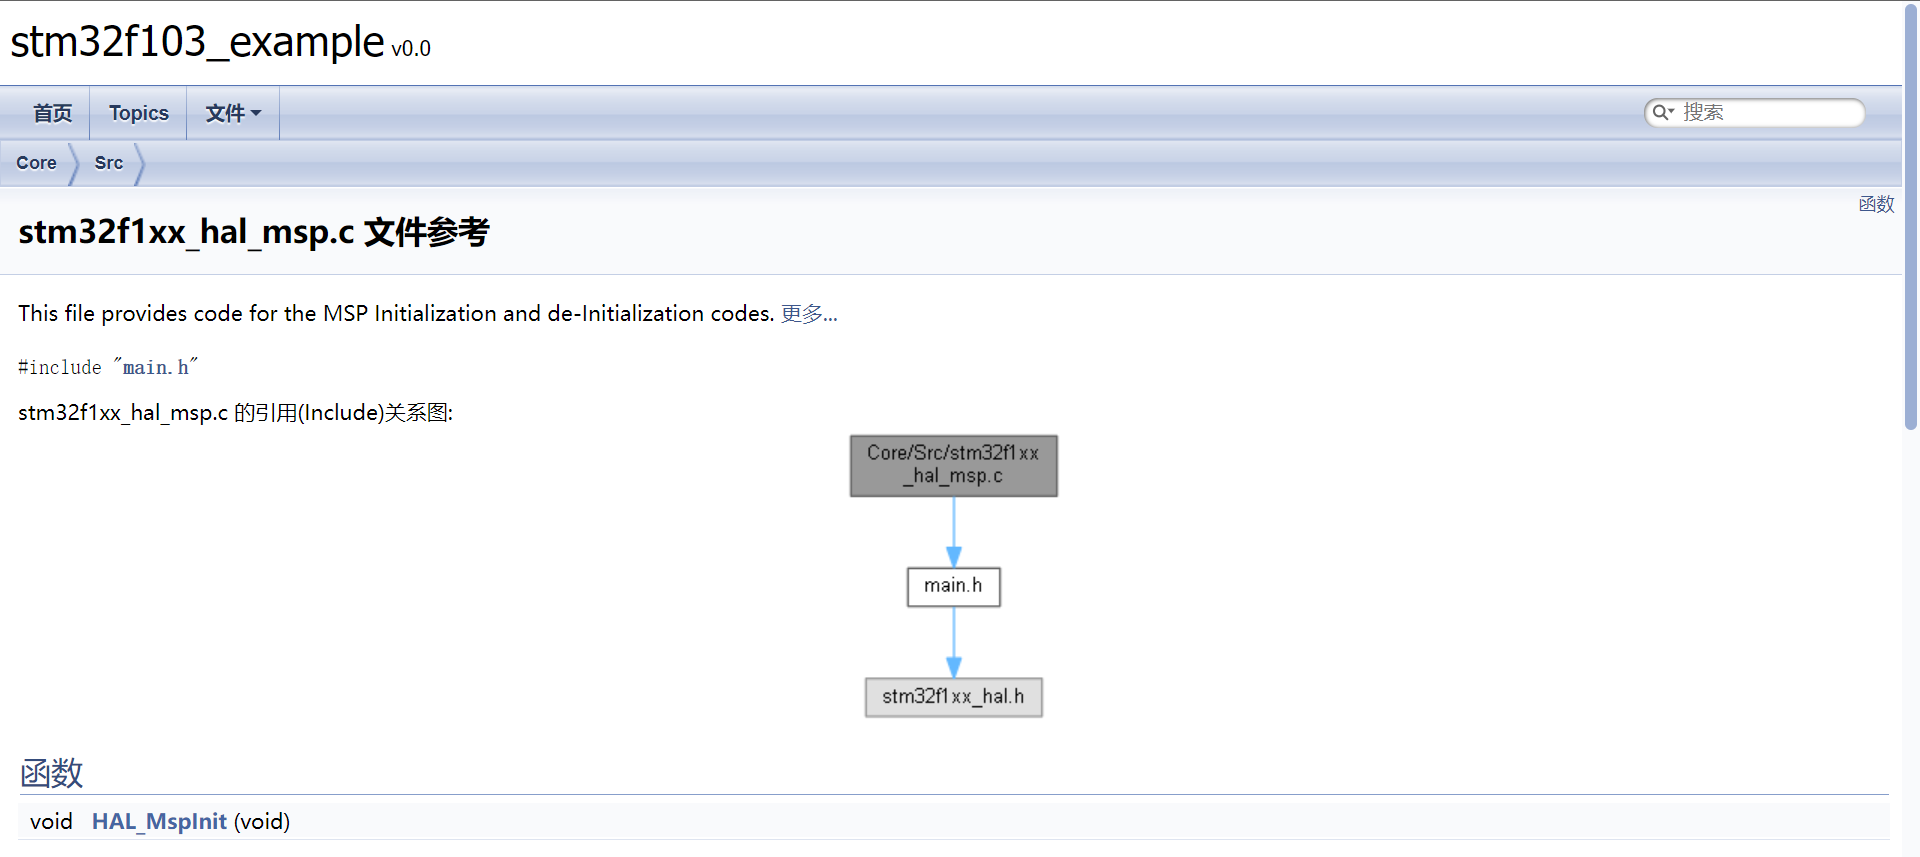 stm32f103_example v0.0
首页 Topics 文件 搜索
Core Src
函数
stm32f1xx_hal_msp.c 文件参考
This file provides code for the MSP Initialization and de-Initialization codes. 更多...
#include "main.h"
stm32f1xx_hal_msp.c 的引用(Include)关系图:
Core/Src/stm32f1xx
_hal_msp.c
main.h
stm32f1xx_hal.h
函数
void HAL_MspInit (void)